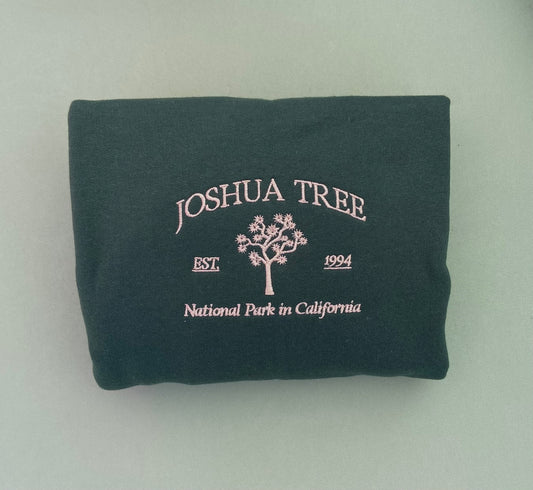 JOSHUA TREE
EST. 1994
National Park in California